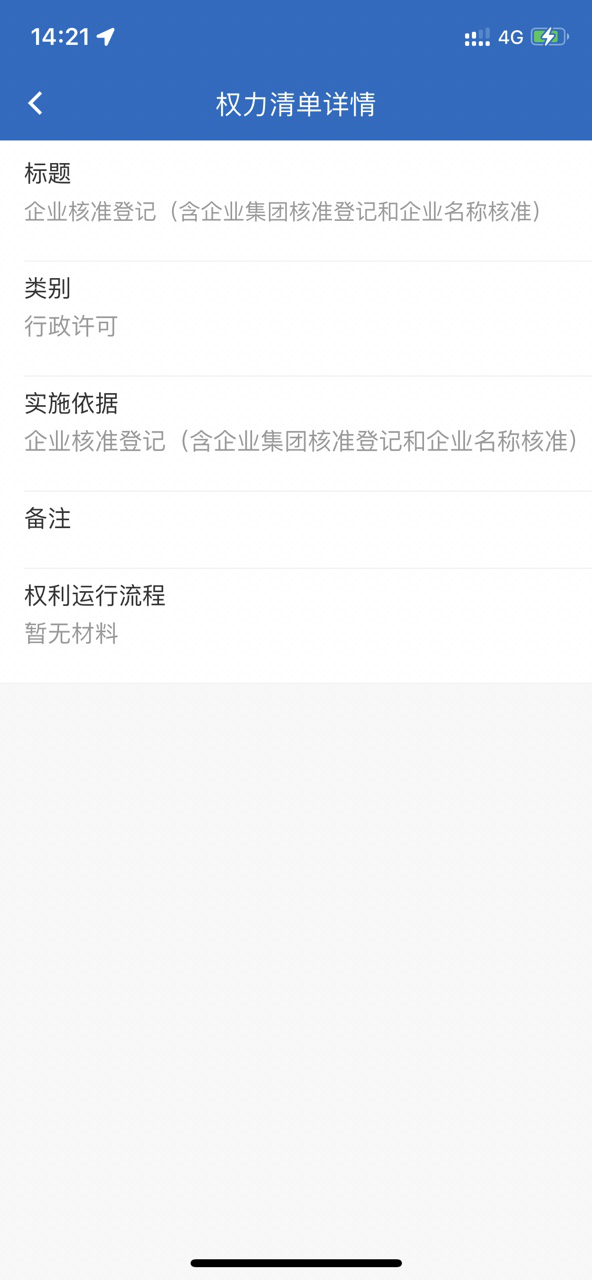 14:21
4G
权力清单详情
标题
企业核准登记（含企业集团核准登记和企业名称核准）
类别
行政许可
实施依据
企业核准登记（含企业集团核准登记和企业名称核准）
备注
权利运行流程
暂无材料